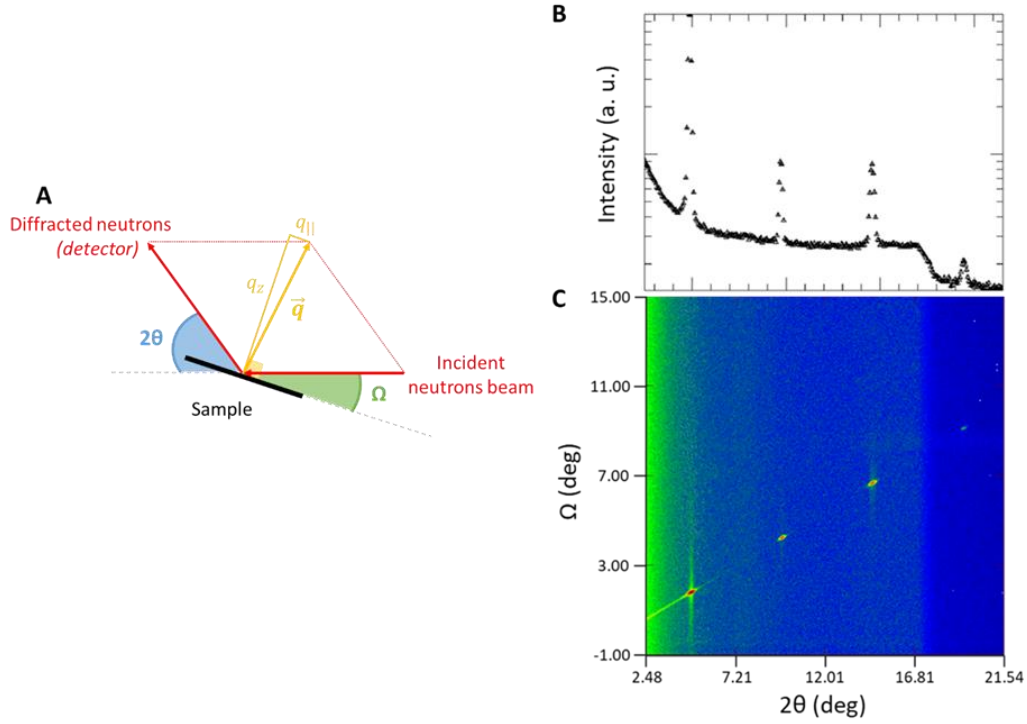 A
Diffracted neutrons
(detector)
q||
qz
q⃗
2θ
Incident
neutrons beam
Ω
Sample
B
Intensity (a. u.)
C
15.00
11.00
7.00
3.00
-1.00
Ω (deg)
2.48 7.21 12.01 16.81 21.54
2θ (deg)